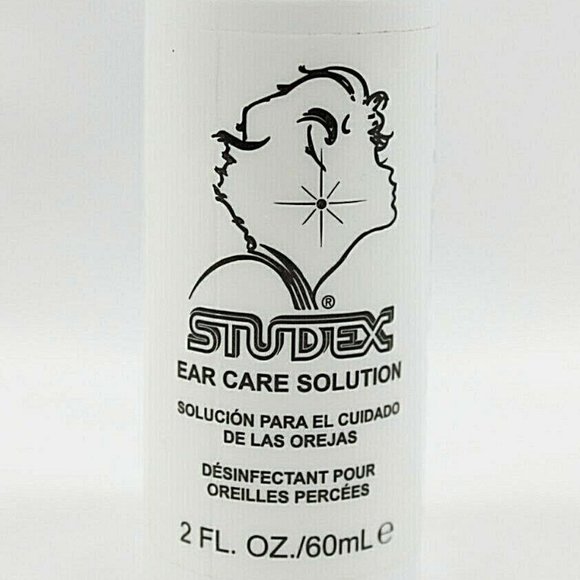 ®
STUDEX
EAR CARE SOLUTION
SOLUCIÓN PARA EL CUIDADO
DE LAS OREJAS
DÉSINFECTANT POUR
OREILLES PERCÉES
2 FL. OZ./60mL℮